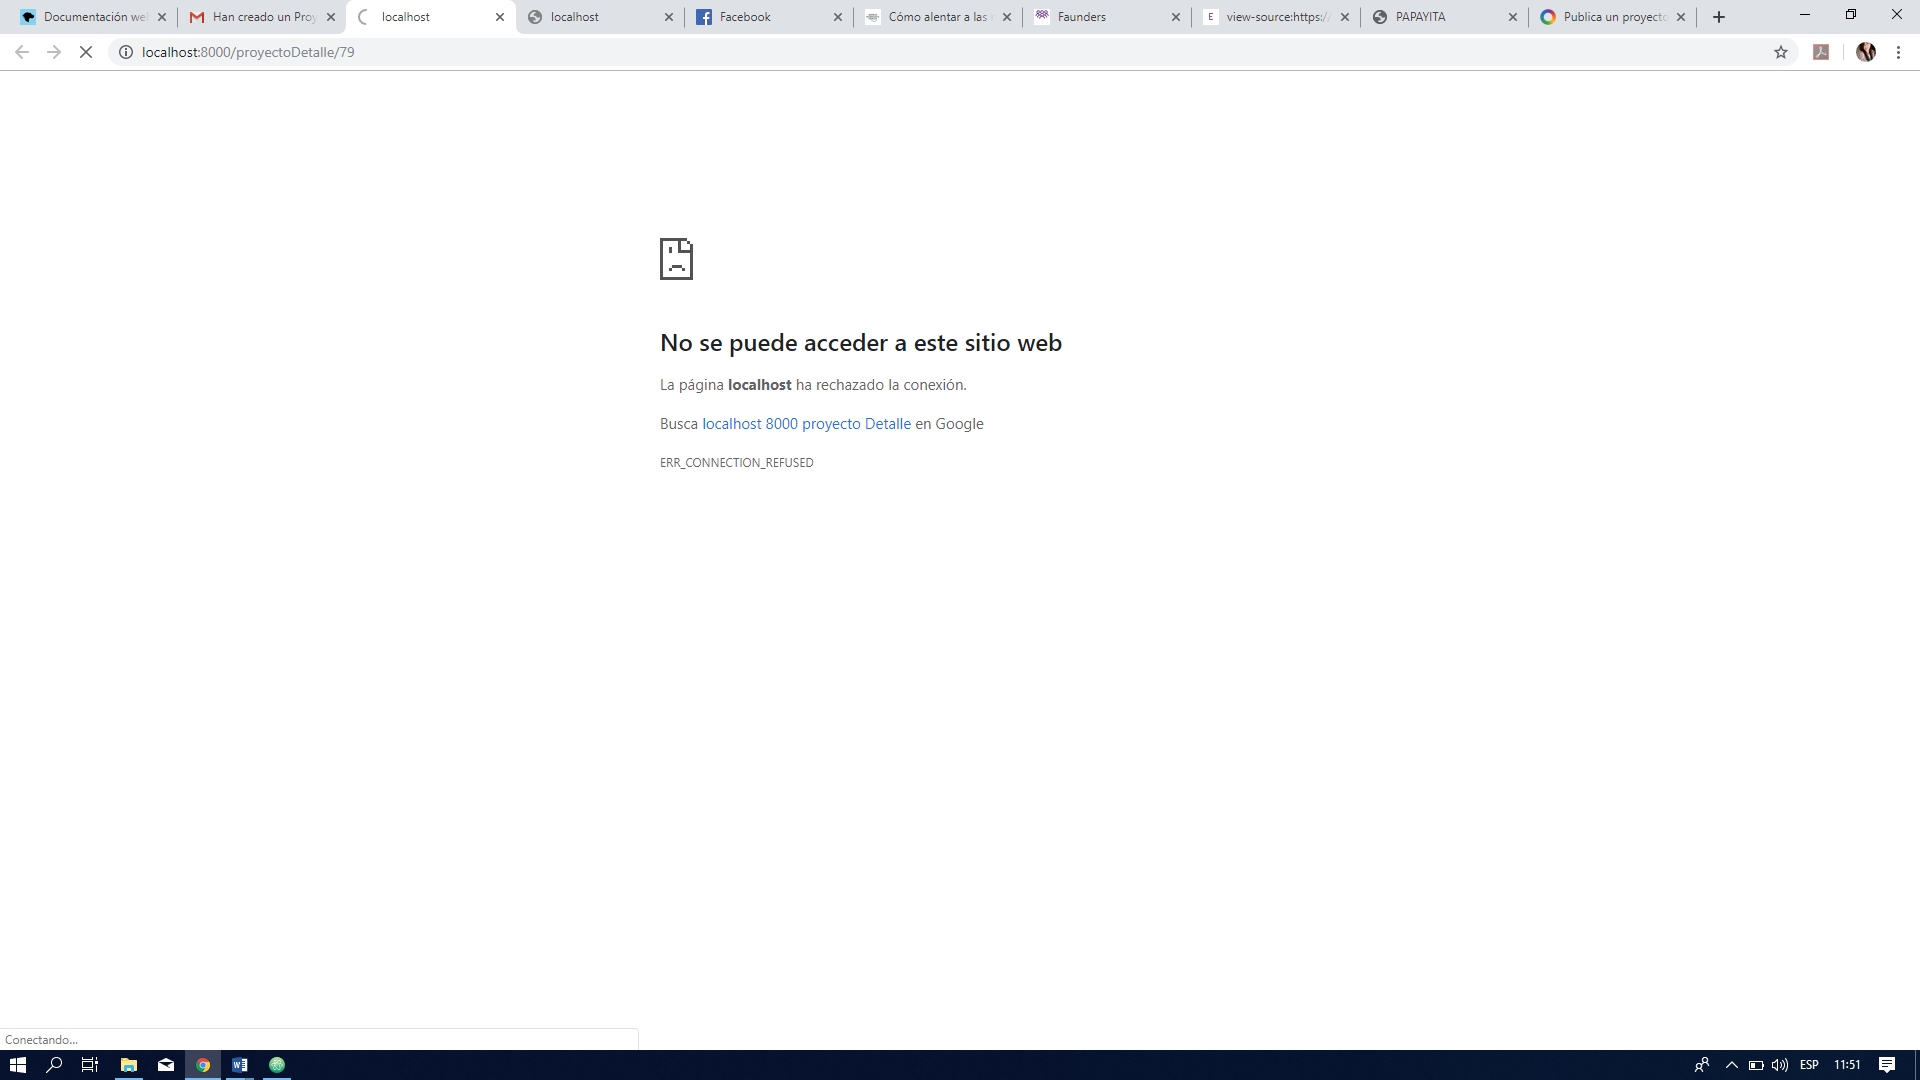 Documentación we
Han creado un Proy
localhost
localhost
Facebook
Cómo alentar a las
Faunders
E
view-source:https://
PAPAYITA
Publica un proyecto
localhost:8000/proyectoDetalle/79
No se puede acceder a este sitio web
La página localhost ha rechazado la conexión.
Busca localhost 8000 proyecto Detalle en Google
ERR_CONNECTION_REFUSED
Conectando...
ESP
11:51